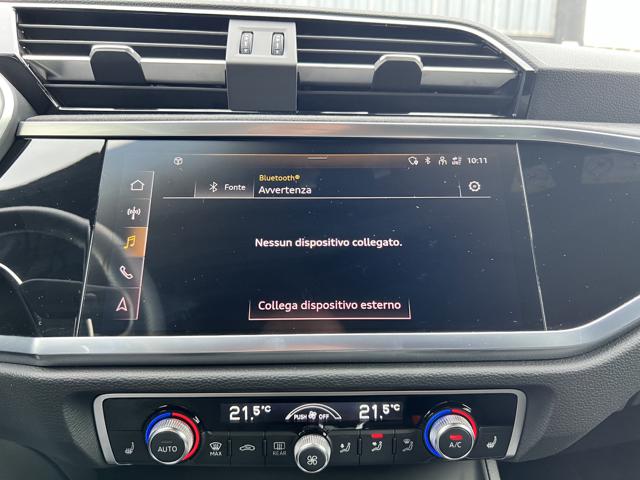 10:11
Fonte
Bluetooth®
Avvertenza
Nessun dispositivo collegato.
Collega dispositivo esterno
21,5°C
PUSH OFF
21,5°C
AUTO
MAX
REAR
A/C